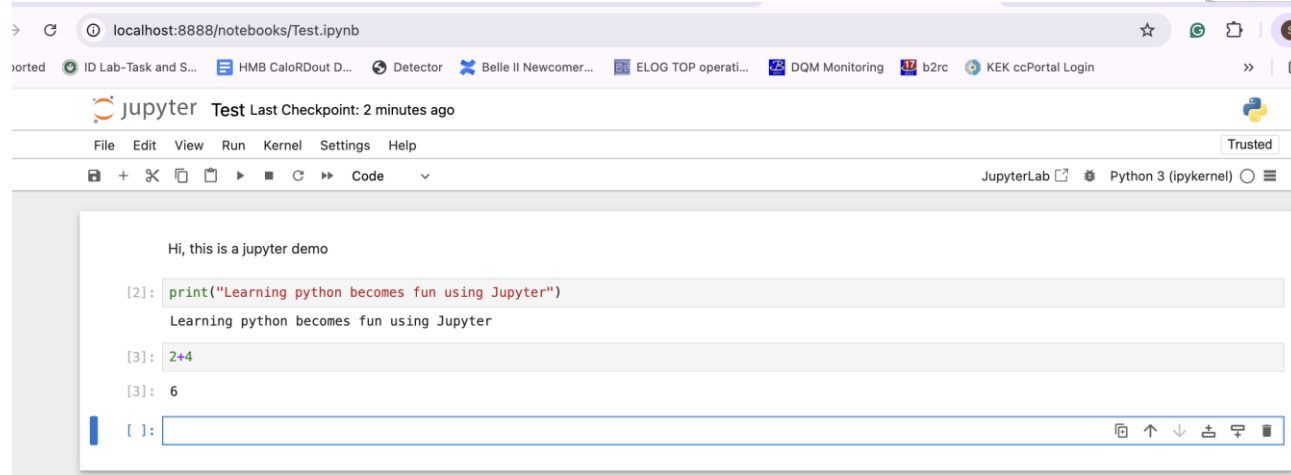 localhost:8888/notebooks/Test.ipynb
ID Lab-Task and S... HMB CaloRDout D... Detector Belle II Newcomer... ELOG TOP operati... DQM Monitoring b2rc KEK ccPortal Login »
jupyter Test Last Checkpoint: 2 minutes ago
File Edit View Run Kernel Settings Help Trusted
Code JupyterLab Python 3 (ipykernel)
Hi, this is a jupyter demo
[2]: print("Learning python becomes fun using Jupyter")
Learning python becomes fun using Jupyter
[3]: 2+4
[3]: 6
[ ]: